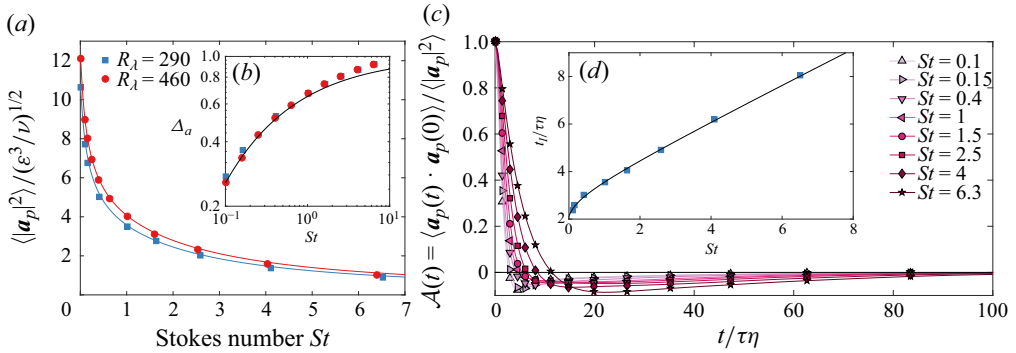 (a)
12
10
8
6
4
2
0
0
1
2
3
4
5
6
7
⟨|a_p|²⟩/(ε³/ν)^{1/2}
Stokes number St
R_λ = 290
R_λ = 460
(b)
1.0
0.8
0.6
0.4
0.2
Δ_a
10⁻¹
10⁰
10¹
St
(c)
1.0
0.8
0.6
0.4
0.2
0
𝒜(t) = ⟨a_p(t) · a_p(0)⟩/⟨|a_p|²⟩
0
20
40
60
80
100
t/τη
(d)
8
6
4
2
t_I/τη
0
2
4
6
8
St
St = 0.1
St = 0.15
St = 0.4
St = 1
St = 1.5
St = 2.5
St = 4
St = 6.3